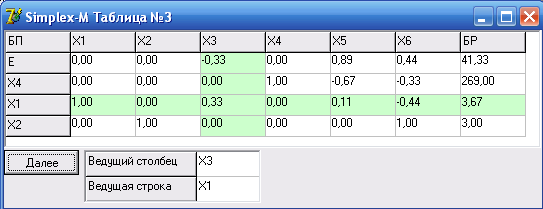 Simplex-M Таблица №3
БП X1 X2 X3 X4 X5 X6 БР
E 0,00 0,00 -0,33 0,00 0,89 0,44 41,33
X4 0,00 0,00 0,00 1,00 -0,67 -0,33 269,00
X1 1,00 0,00 0,33 0,00 0,11 -0,44 3,67
X2 0,00 1,00 0,00 0,00 0,00 1,00 3,00
Далее Ведущий столбец X3
Ведущая строка X1